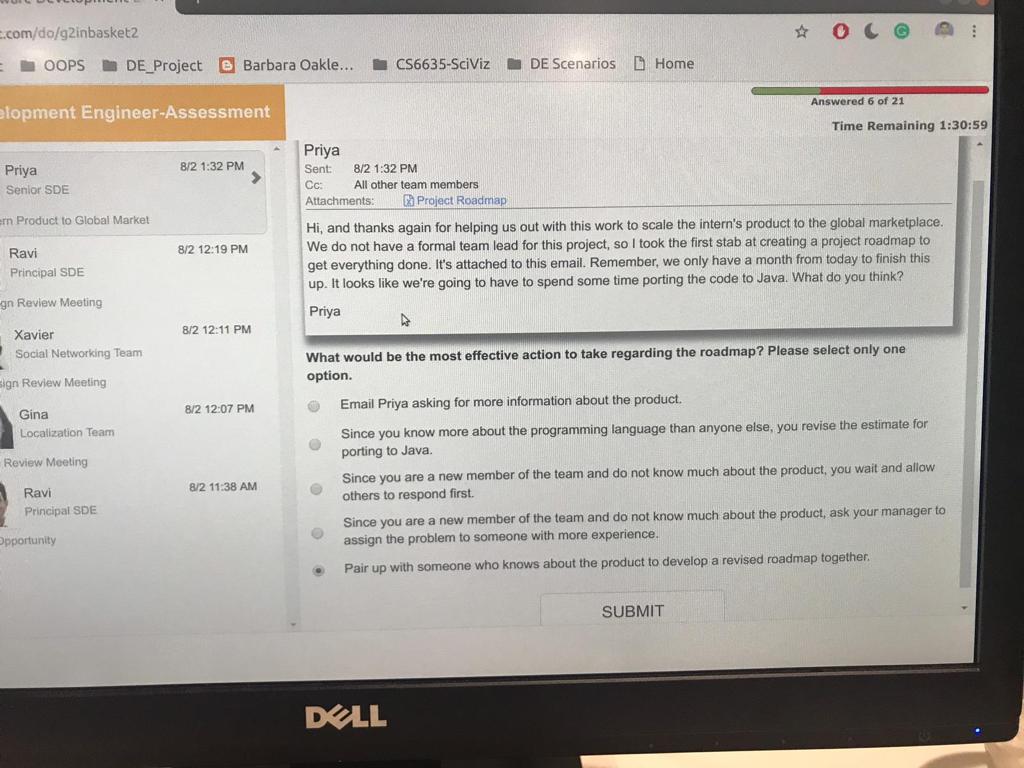 .com/do/g2inbasket2
OOPS DE_Project Barbara Oakle... CS6635-SciViz DE Scenarios Home
elopment Engineer-Assessment
Answered 6 of 21
Time Remaining 1:30:59
Priya 8/2 1:32 PM
Senior SDE
ern Product to Global Market
Ravi 8/2 12:19 PM
Principal SDE
gn Review Meeting
Xavier 8/2 12:11 PM
Social Networking Team
sign Review Meeting
Gina 8/2 12:07 PM
Localization Team
Review Meeting
Ravi 8/2 11:38 AM
Principal SDE
Opportunity
Priya
Sent: 8/2 1:32 PM
Cc: All other team members
Attachments: Project Roadmap
Hi, and thanks again for helping us out with this work to scale the intern's product to the global marketplace.
We do not have a formal team lead for this project, so I took the first stab at creating a project roadmap to
get everything done. It's attached to this email. Remember, we only have a month from today to finish this
up. It looks like we're going to have to spend some time porting the code to Java. What do you think?
Priya
What would be the most effective action to take regarding the roadmap? Please select only one
option.
Email Priya asking for more information about the product.
Since you know more about the programming language than anyone else, you revise the estimate for
porting to Java.
Since you are a new member of the team and do not know much about the product, you wait and allow
others to respond first.
Since you are a new member of the team and do not know much about the product, ask your manager to
assign the problem to someone with more experience.
Pair up with someone who knows about the product to develop a revised roadmap together.
SUBMIT
DELL